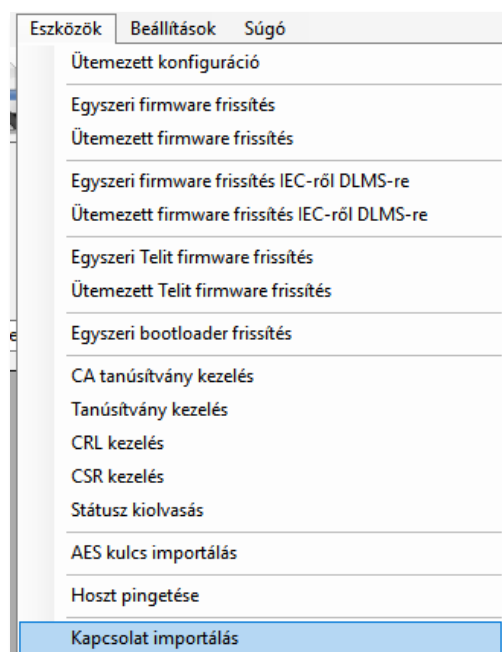 Eszközök Beállítások Súgó
Ütemezett konfiguráció
Egyszeri firmware frissítés
Ütemezett firmware frissítés
Egyszeri firmware frissítés IEC-ről DLMS-re
Ütemezett firmware frissítés IEC-ről DLMS-re
Egyszeri Telit firmware frissítés
Ütemezett Telit firmware frissítés
Egyszeri bootloader frissítés
CA tanúsítvány kezelés
Tanúsítvány kezelés
CRL kezelés
CSR kezelés
Státusz kiolvasás
AES kulcs importálás
Hoszt pingetése
Kapcsolat importálás